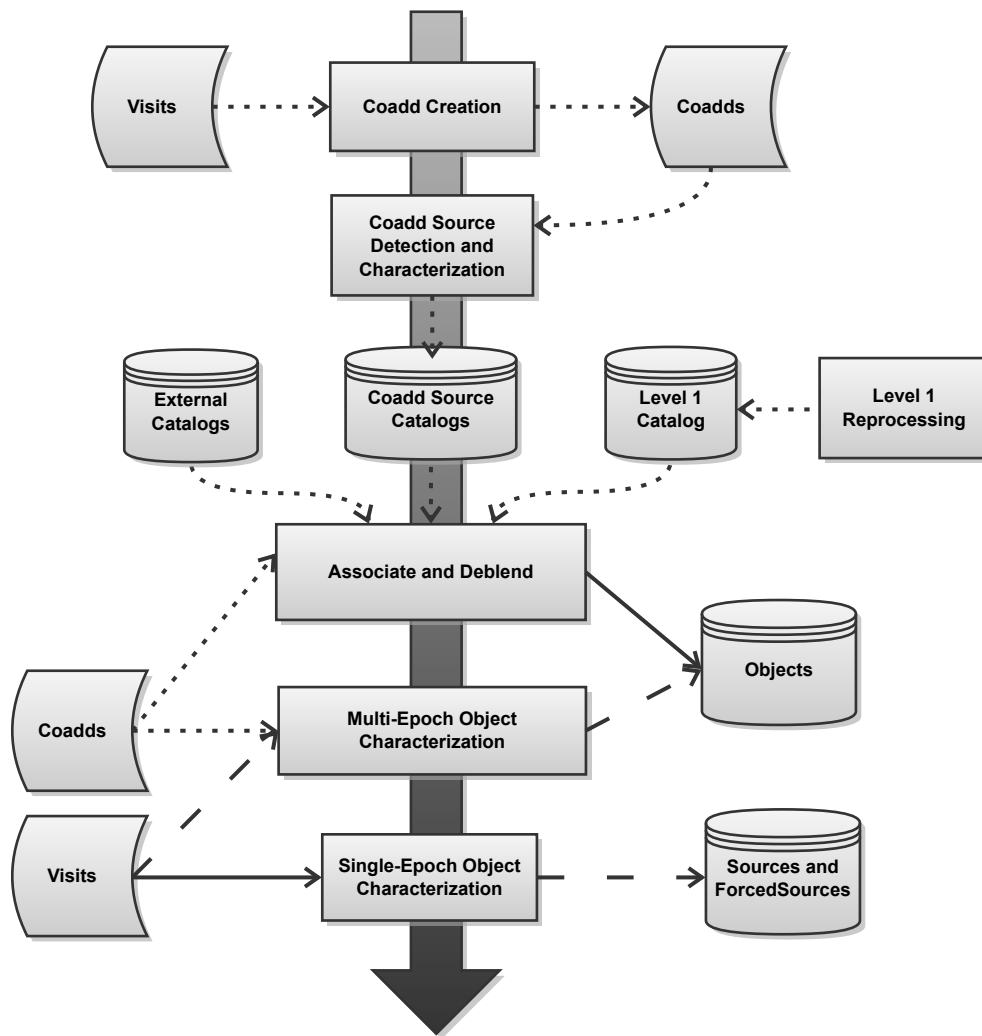 Visits
Coadd Creation
Coadds
Coadd Source
Detection and
Characterization
External
Catalogs
Coadd Source
Catalogs
Level 1
Catalog
Level 1
Reprocessing
Associate and Deblend
Objects
Coadds
Multi-Epoch Object
Characterization
Visits
Single-Epoch Object
Characterization
Sources and
ForcedSources